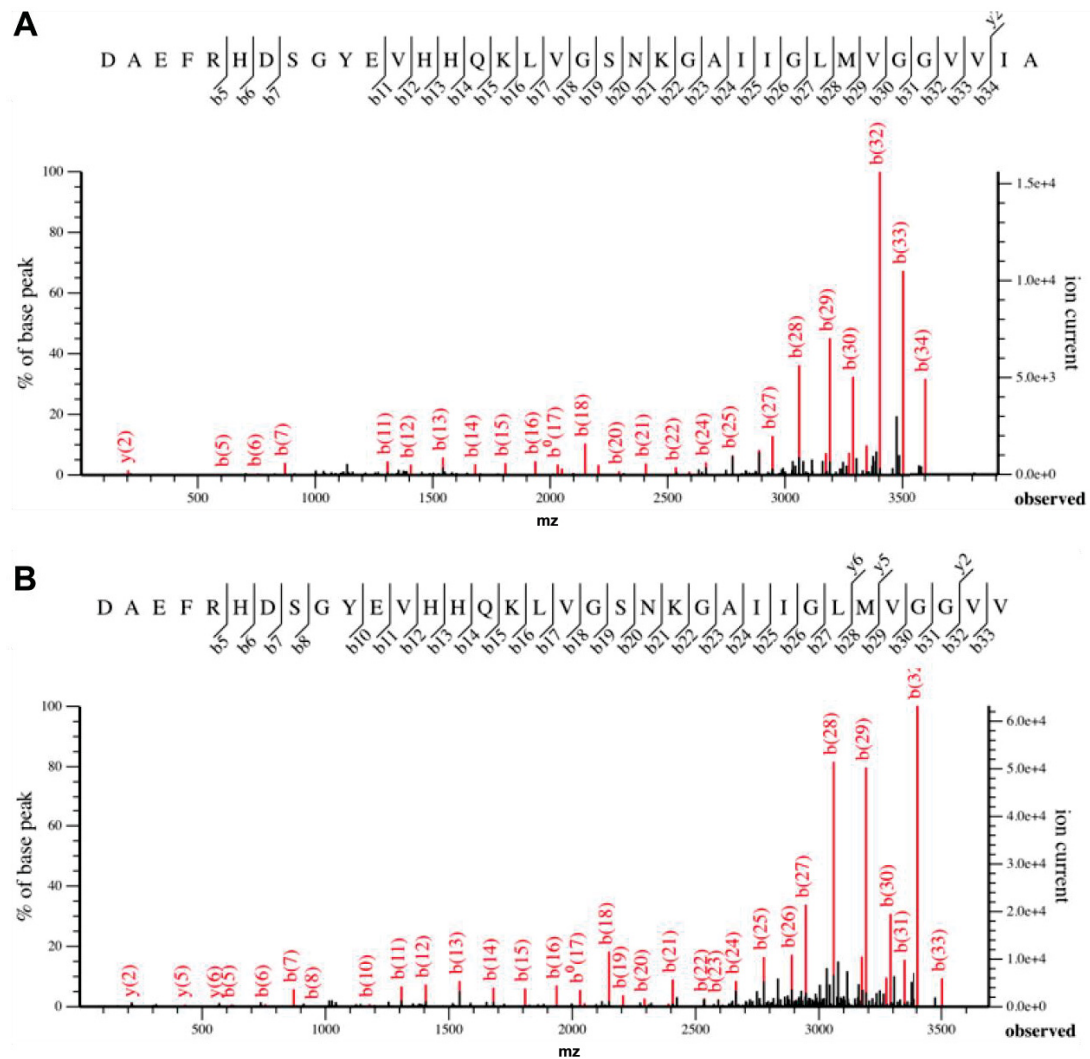 A
y2
D A E F R H D S G Y E V H H Q K L V G S N K G A I I G L M V G G V V I A
b5 b6 b7 b11 b12 b13 b14 b15 b16 b17 b18 b19 b20 b21 b22 b23 b24 b25 b26 b27 b28 b29 b30 b31 b32 b33 b34
% of base peak
100
80
60
40
20
0
y(2) b(5) b(6) b(7) b(11) b(12) b(13) b(14) b(15) b(16) b⁰(17) b(18) b(20) b(21) b(22) b(24) b(25) b(27) b(28) b(29) b(30) b(32) b(33) b(34)
1.5e+4
1.0e+4
5.0e+3
0.0e+0
ion current
500 1000 1500 2000 2500 3000 3500
observed
mz
B
y6 y5 y2
D A E F R H D S G Y E V H H Q K L V G S N K G A I I G L M V G G V V
b5 b6 b7 b8 b10 b11 b12 b13 b14 b15 b16 b17 b18 b19 b20 b21 b22 b23 b24 b25 b26 b27 b28 b29 b30 b31 b32 b33
% of base peak
100
80
60
40
20
0
y(2) y(5) y(6) b(5) b(6) b(7) b(8) b(10) b(11) b(12) b(13) b(14) b(15) b(16) b⁰(17) b(18) b(19) b(20) b(21) b(22) b(23) b(24) b(25) b(26) b(27) b(28) b(29) b(30) b(31) b(32 b(33)
6.0e+4
5.0e+4
4.0e+4
3.0e+4
2.0e+4
1.0e+4
0.0e+0
ion current
500 1000 1500 2000 2500 3000 3500
observed
mz